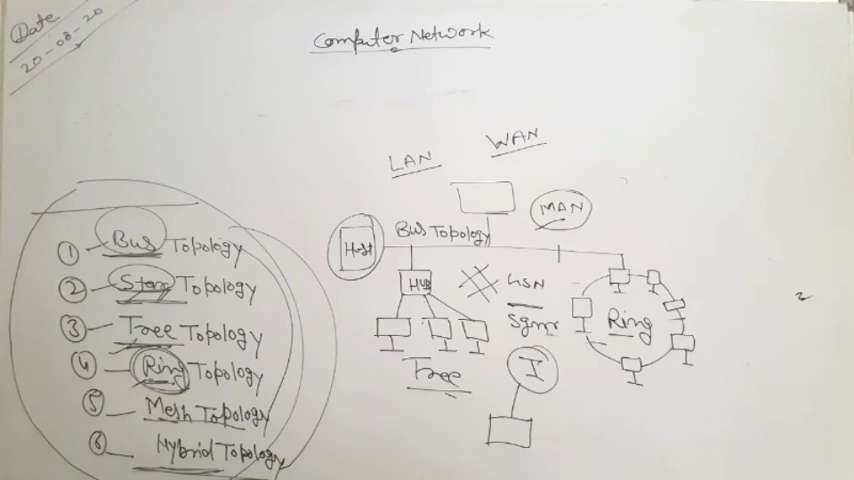 Date
20-08-20
Computer Network
LAN
WAN
MAN
① Bus Topology
② Star Topology
③ Tree Topology
④ Ring Topology
⑤ Mesh Topology
⑥ Hybrid Topology
Host
Bus Topology
HUB
Tree
Ring
I